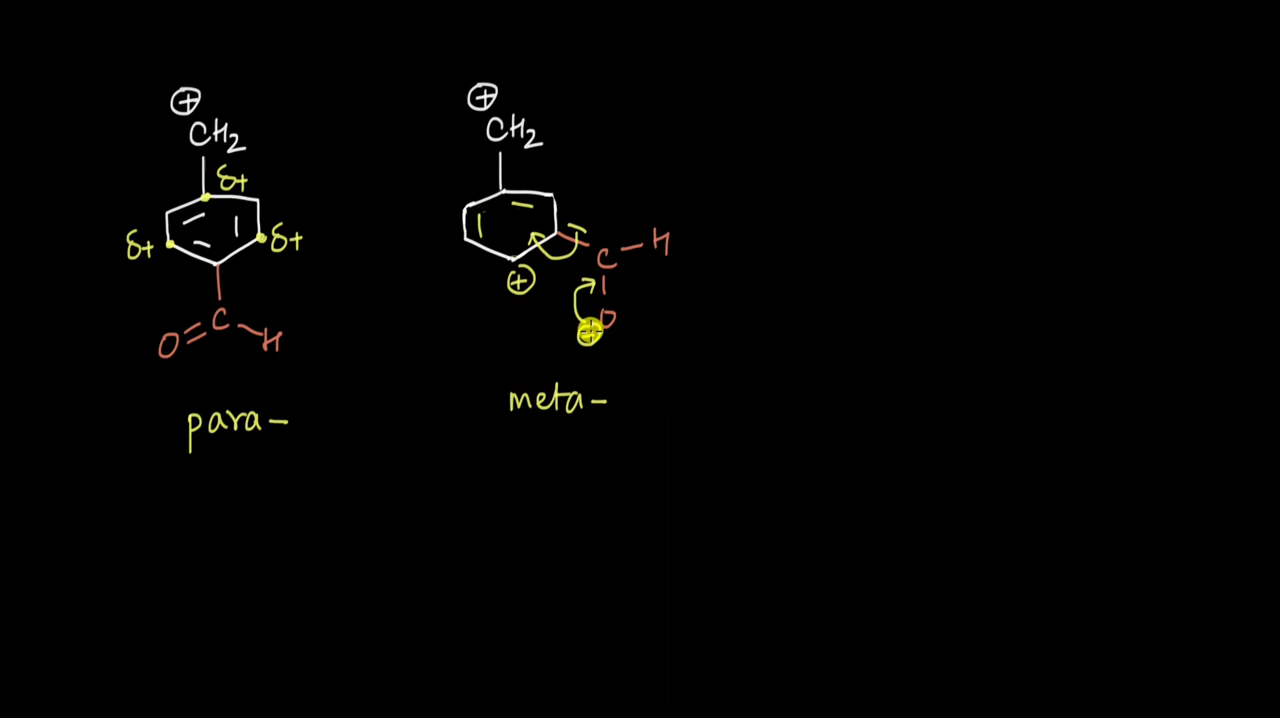 ⊕ ⊕
CH2 CH2
δ+
δ+ δ+
C – H
⊕
O=C–H
O
para- meta-